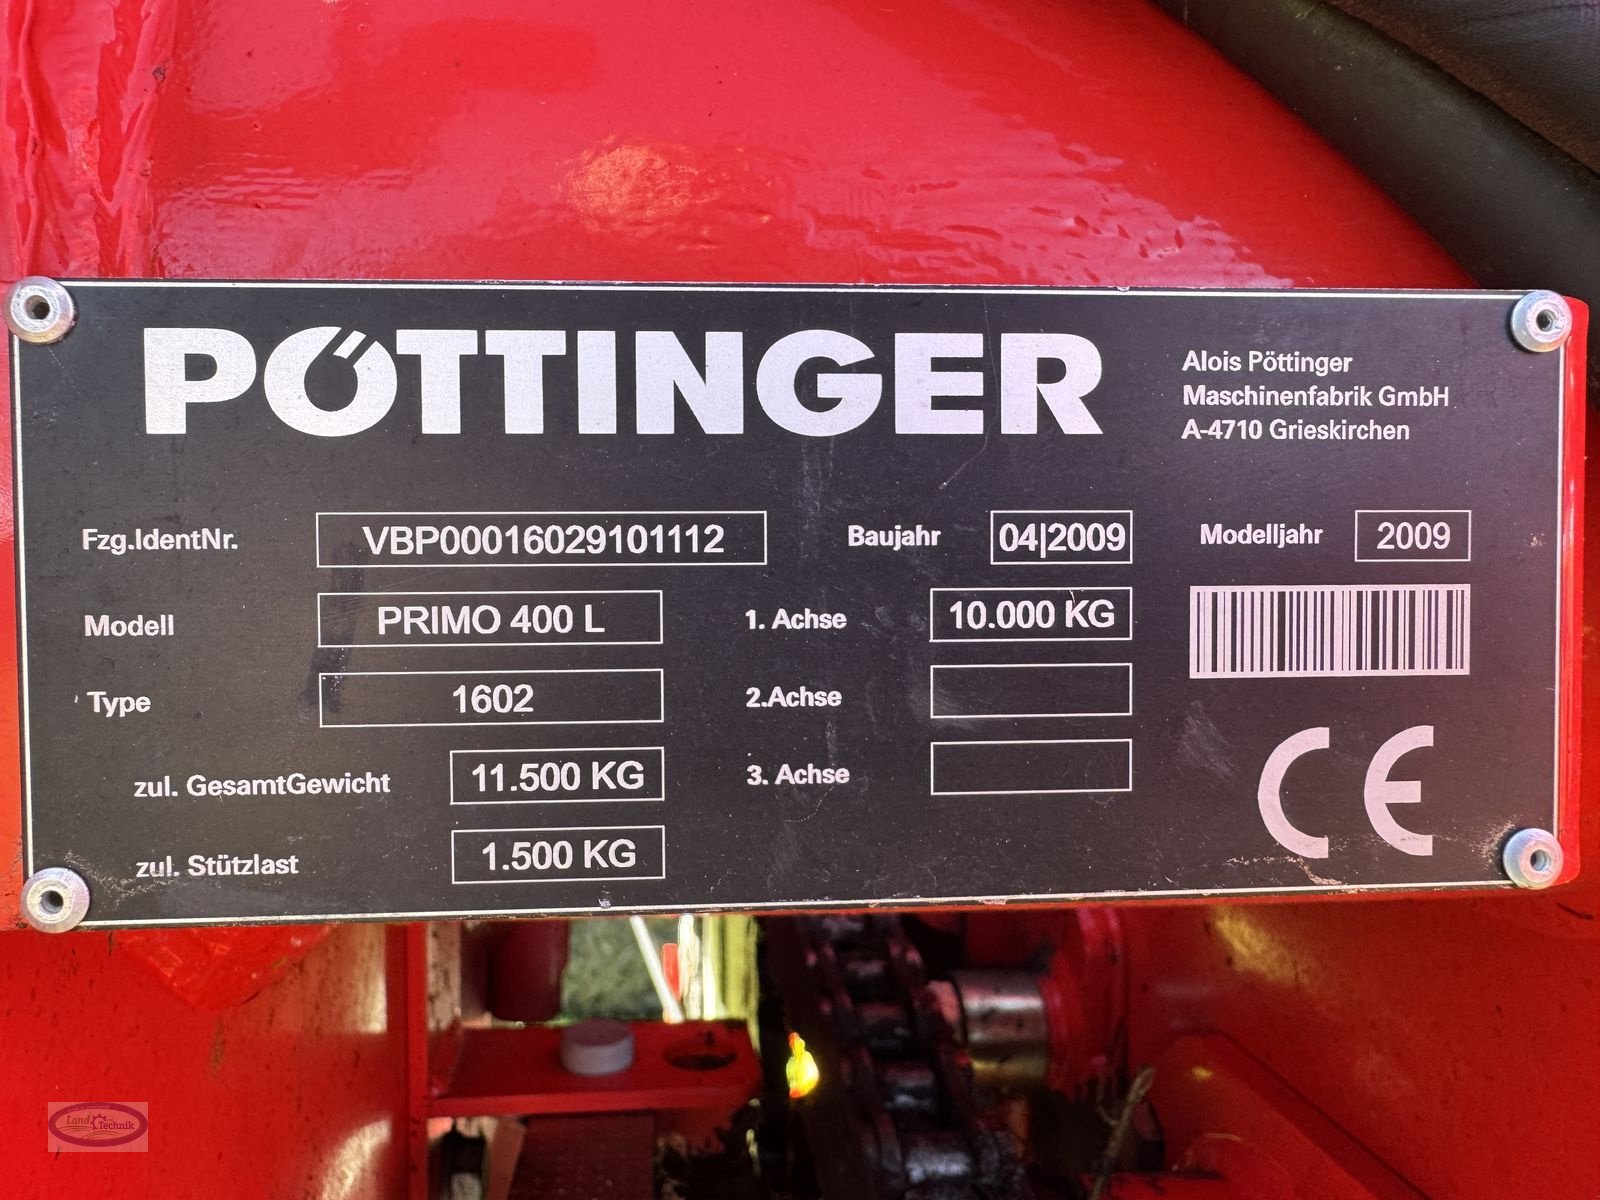 PÖTTINGER
Alois Pöttinger
Maschinenfabrik GmbH
A-4710 Grieskirchen
Fzg.IdentNr. VBP00016029101112 Baujahr 04|2009 Modelljahr 2009
Modell PRIMO 400 L 1. Achse 10.000 KG
Type 1602 2.Achse
zul. GesamtGewicht 11.500 KG 3. Achse
zul. Stützlast 1.500 KG
CE
Land
Technik